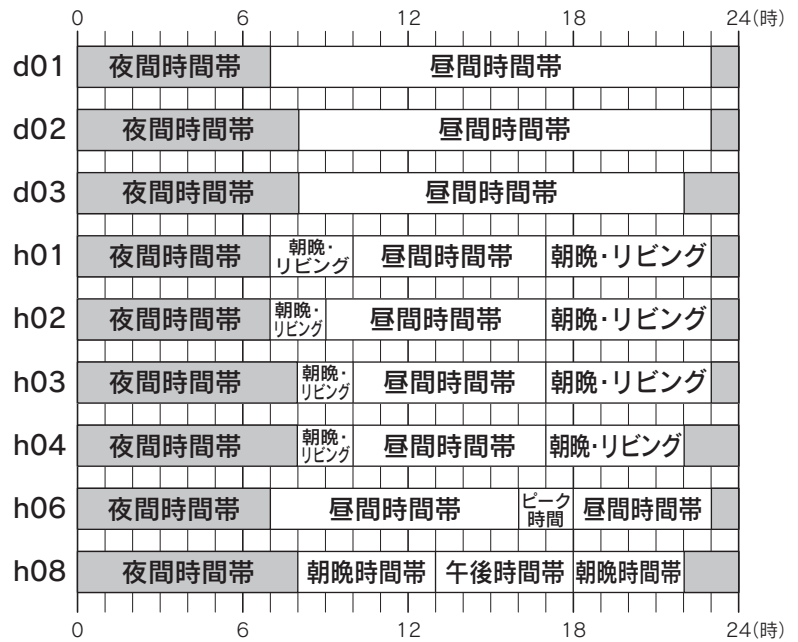 0 6 12 18 24(時)
d01 夜間時間帯 昼間時間帯
d02 夜間時間帯 昼間時間帯
d03 夜間時間帯 昼間時間帯
h01 夜間時間帯 朝晩・リビング 昼間時間帯 朝晩・リビング
h02 夜間時間帯 朝晩・リビング 昼間時間帯 朝晩・リビング
h03 夜間時間帯 朝晩・リビング 昼間時間帯 朝晩・リビング
h04 夜間時間帯 朝晩・リビング 昼間時間帯 朝晩・リビング
h06 夜間時間帯 昼間時間帯 ピーク時間 昼間時間帯
h08 夜間時間帯 朝晩時間帯 午後時間帯 朝晩時間帯
0 6 12 18 24(時)